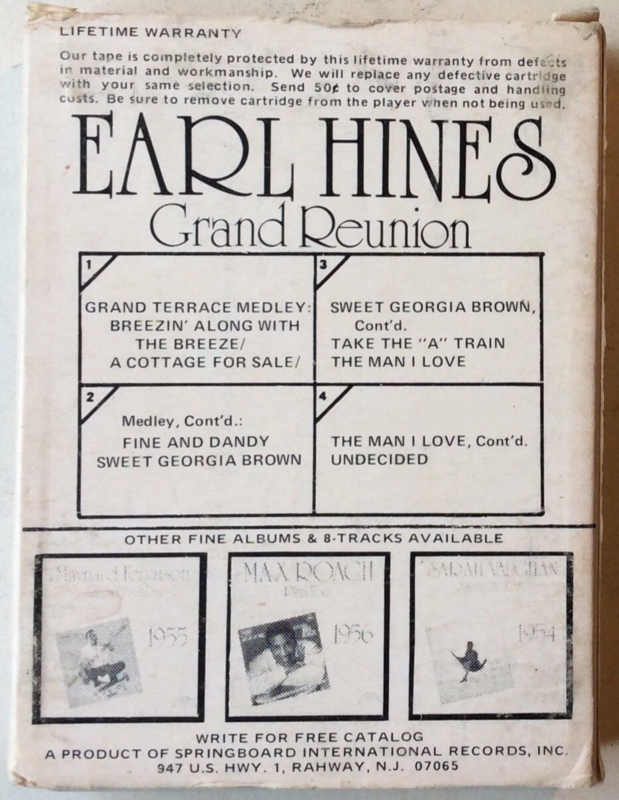 LIFETIME WARRANTY
Our tape is completely protected by this lifetime warranty from defects
in material and workmanship. We will replace any defective cartridge
with your same selection. Send 50¢ to cover postage and handling
costs. Be sure to remove cartridge from the player when not being used.
EARL HINES
Grand Reunion
1
GRAND TERRACE MEDLEY:
BREEZIN' ALONG WITH
THE BREEZE/
A COTTAGE FOR SALE/
2
Medley, Cont'd.:
FINE AND DANDY
SWEET GEORGIA BROWN
3
SWEET GEORGIA BROWN,
Cont'd.
TAKE THE "A" TRAIN
THE MAN I LOVE
4
THE MAN I LOVE, Cont'd.
UNDECIDED
OTHER FINE ALBUMS & 8-TRACKS AVAILABLE
Maynard Ferguson
1955
MAX ROACH
1956
SARAH VAUGHAN
1954
WRITE FOR FREE CATALOG
A PRODUCT OF SPRINGBOARD INTERNATIONAL RECORDS, INC.
947 U.S. HWY. 1, RAHWAY, N.J. 07065